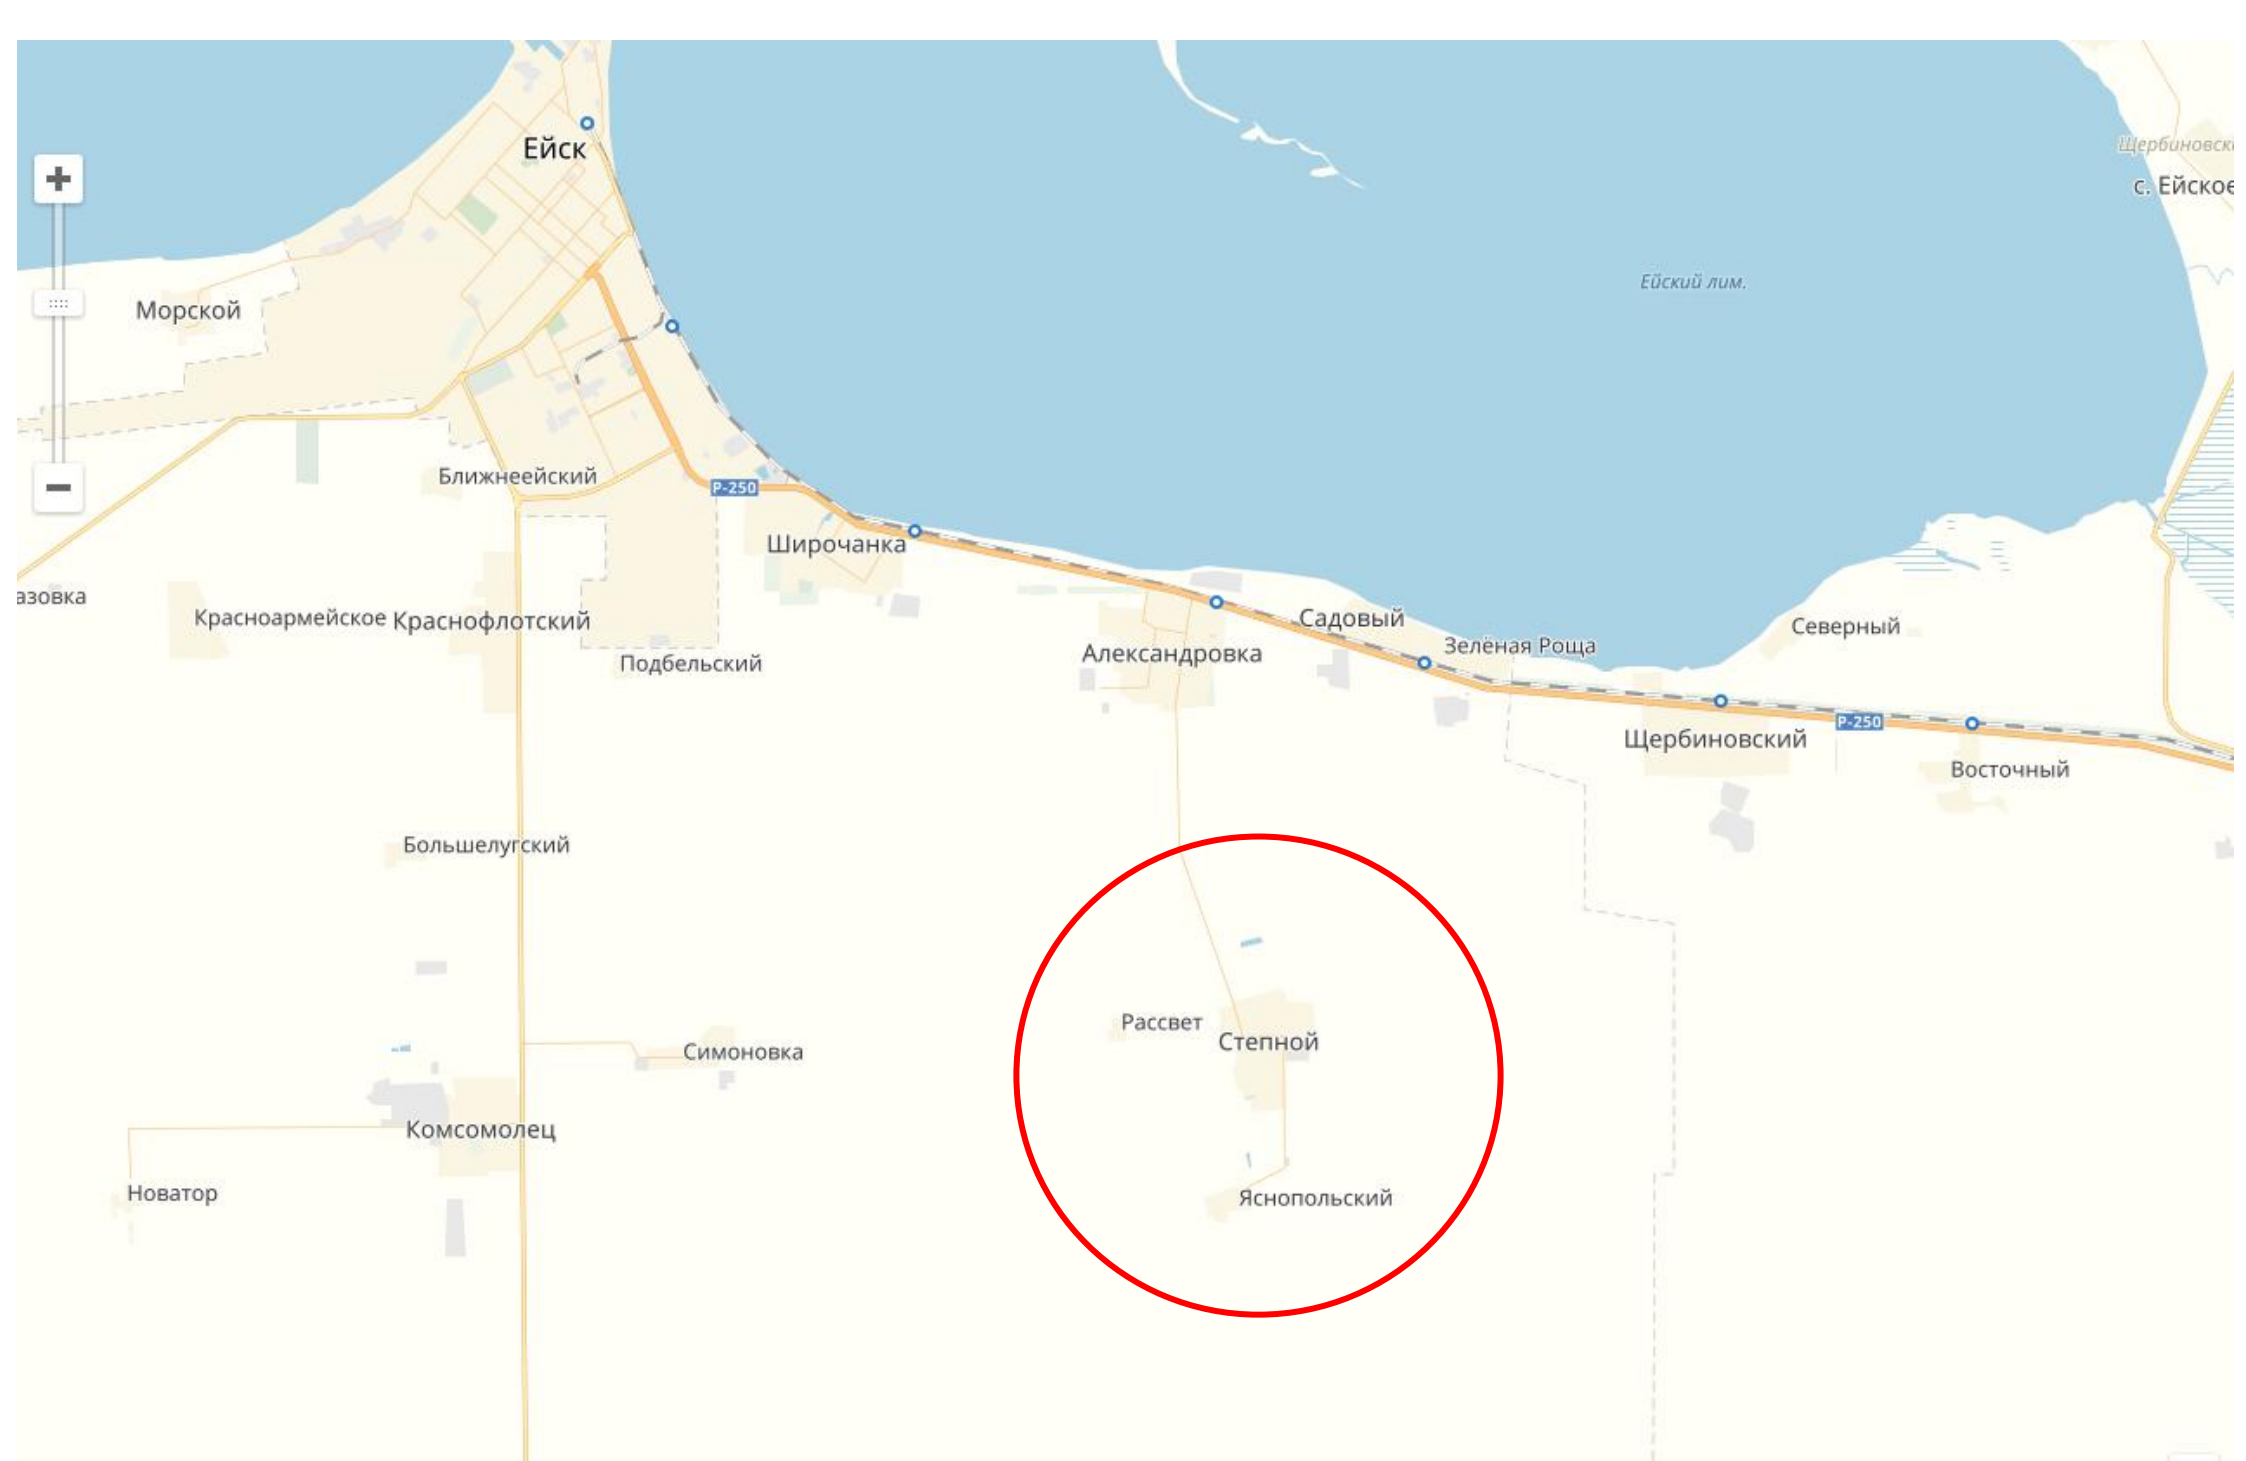 Ейск
Щербиновск
с. Ейское
Ейский лим.
Морской
Ближнеейский
Р-250
Широчанка
азовка
Красноармейское
Краснофлотский
Подбельский
Александровка
Садовый
Зелёная Роща
Северный
Щербиновский
Р-250
Восточный
Большелугский
Рассвет
Степной
Симоновка
Комсомолец
Новатор
Яснопольский